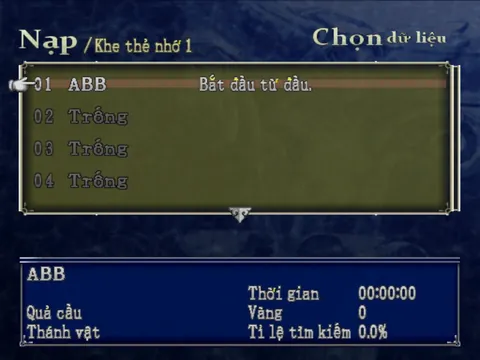 Nạp /Khe thẻ nhớ 1
Chọn dữ liệu
01 ABB Bắt đầu từ đầu.
02 Trống
03 Trống
04 Trống
ABB
Thời gian 00:00:00
Quả cầu Vàng 0
Thánh vật Tỉ lệ tìm kiếm 0.0%